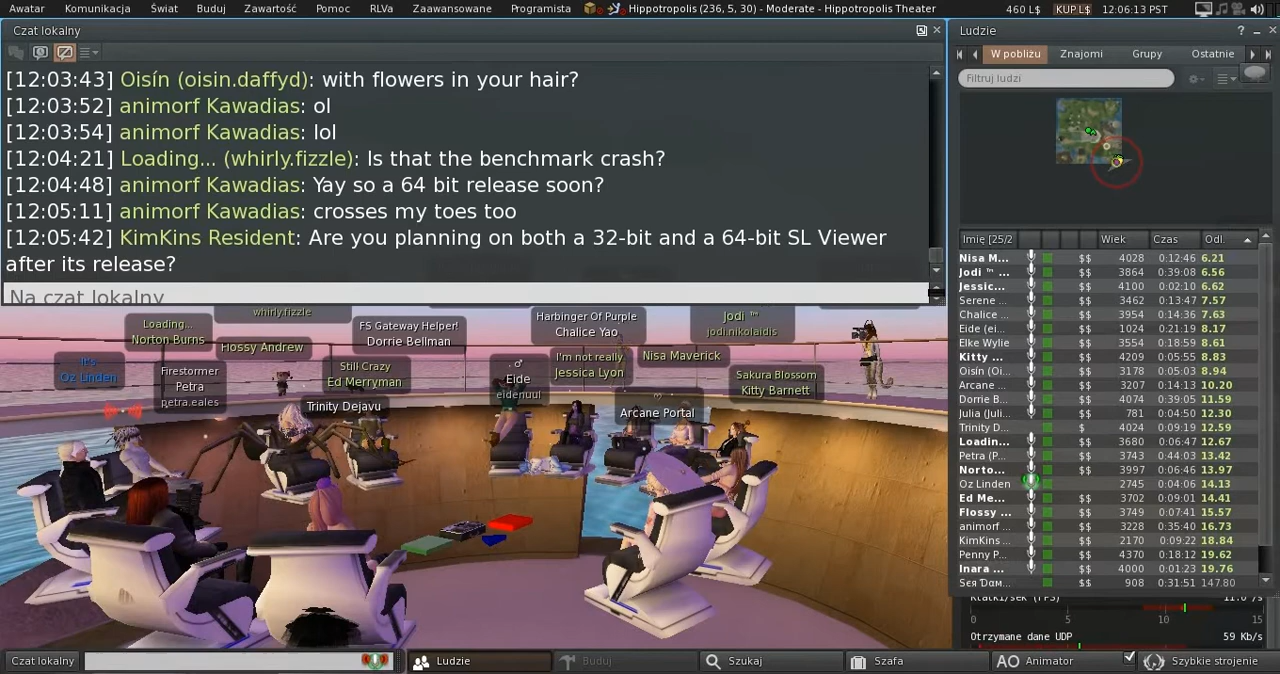 Awatar Komunikacja Świat Buduj Zawartość Pomoc RLVa Zaawansowane Programista Hippotropolis (236, 5, 30) - Moderate - Hippotropolis Theater 460 L$ KUP L$ 12:06:13 PST
Czat lokalny
[12:03:43] Oisín (oisin.daffyd): with flowers in your hair?
[12:03:52] animorf Kawadias: ol
[12:03:54] animorf Kawadias: lol
[12:04:21] Loading... (whirly.fizzle): Is that the benchmark crash?
[12:04:48] animorf Kawadias: Yay so a 64 bit release soon?
[12:05:11] animorf Kawadias: crosses my toes too
[12:05:42] KimKins Resident: Are you planning on both a 32-bit and a 64-bit SL Viewer
after its release?
Na czat lokalny
whirly.fizzle
Loading...
Norton Burns
Flossy Andrew
FS Gateway Helper!
Dorrie Bellman
Harbinger Of Purple
Chalice Yao
Jodi ™
jodi.nikolaidis
It's
Oz Linden
Firestormer
Petra
petra.eales
Still Crazy
Ed Merryman
Eide
eidenuul
I'm not really
Jessica Lyon
Nisa Maverick
Sakura Blossom
Kitty Barnett
Trinity Dejavu
Arcane Portal
Ludzie
W pobliżu Znajomi Grupy Ostatnie
Filtruj ludzi
Imię [25/2 Wiek Czas Odl.
Nisa M... $$ 4028 0:12:46 6.21
Jodi ™ ... $$ 3864 0:39:08 6.56
Jessic... $$ 4100 0:02:10 6.62
Serene ... $$ 3462 0:13:47 7.57
Chalice ... $$ 3954 0:14:36 7.63
Eide (ei... $$ 1024 0:21:19 8.17
Elke Wylie $$ 3554 0:18:59 8.61
Kitty ... $$ 4209 0:05:55 8.83
Oisín (Oi... $$ 3178 0:05:03 8.94
Arcane ... $$ 3207 0:14:13 10.20
Dorrie B... $$ 4074 0:39:05 11.59
Julia (Juli... 781 0:04:50 12.30
Trinity D... $ 4024 0:09:19 12.59
Loadin... $$ 3680 0:06:47 12.67
Petra (P... $$ 3743 0:44:03 13.42
Norto... $$ 3997 0:06:46 13.97
Oz Linden 2745 0:04:06 14.13
Ed Me... $$ 3702 0:09:01 14.41
Flossy ... $$ 3749 0:07:41 15.57
animorf ... $$ 3228 0:35:40 16.73
KimKins ... $$ 2170 0:09:22 18.84
Penny P... $$ 4370 0:18:12 19.62
Inara ... $$ 4000 0:01:23 19.76
$$ 908 0:31:51 147.80
Klatki/sek (FPS) 11.0 /s
0 5 10 15
Otrzymane dane UDP 59 Kb/s
Czat lokalny Ludzie Buduj Szukaj Szafa AO Animator Szybkie strojenie